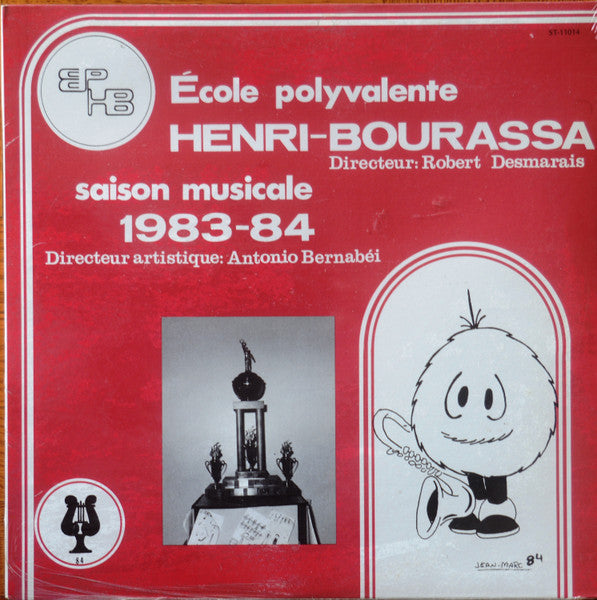 ST-11014
EPHB
École polyvalente
HENRI-BOURASSA
Directeur: Robert Desmarais
saison musicale
1983-84
Directeur artistique: Antonio Bernabéi
84
JEAN-MARC 84